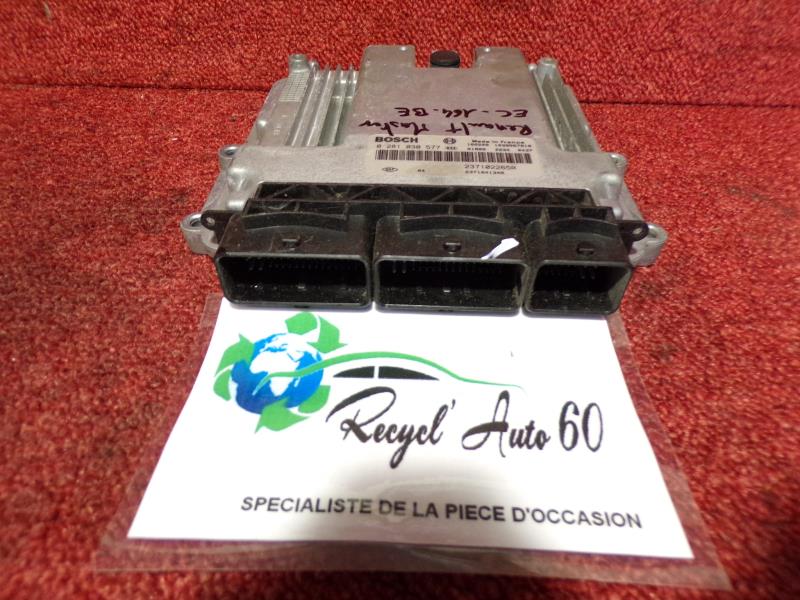 Renault Master
EC-164-BE
BOSCH
Made in France
0 281 030 577
237102265R
Recycl' Auto 60
SPECIALISTE DE LA PIECE D'OCCASION